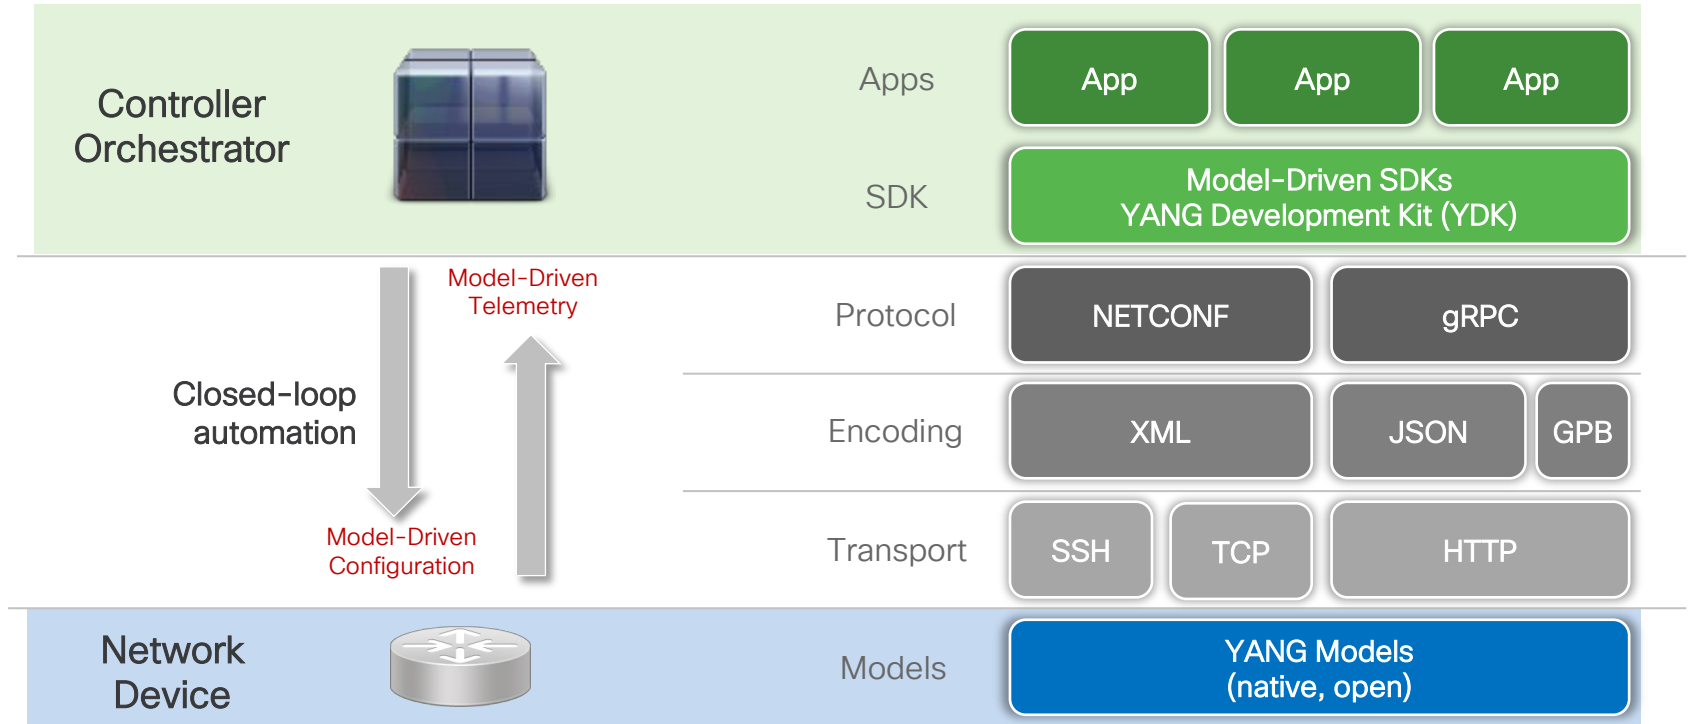 Controller
Orchestrator
Apps
App
App
App
SDK
Model-Driven SDKs
YANG Development Kit (YDK)
Model-Driven
Telemetry
Closed-loop
automation
Model-Driven
Configuration
Protocol
NETCONF
gRPC
Encoding
XML
JSON
GPB
Transport
SSH
TCP
HTTP
Network
Device
Models
YANG Models
(native, open)